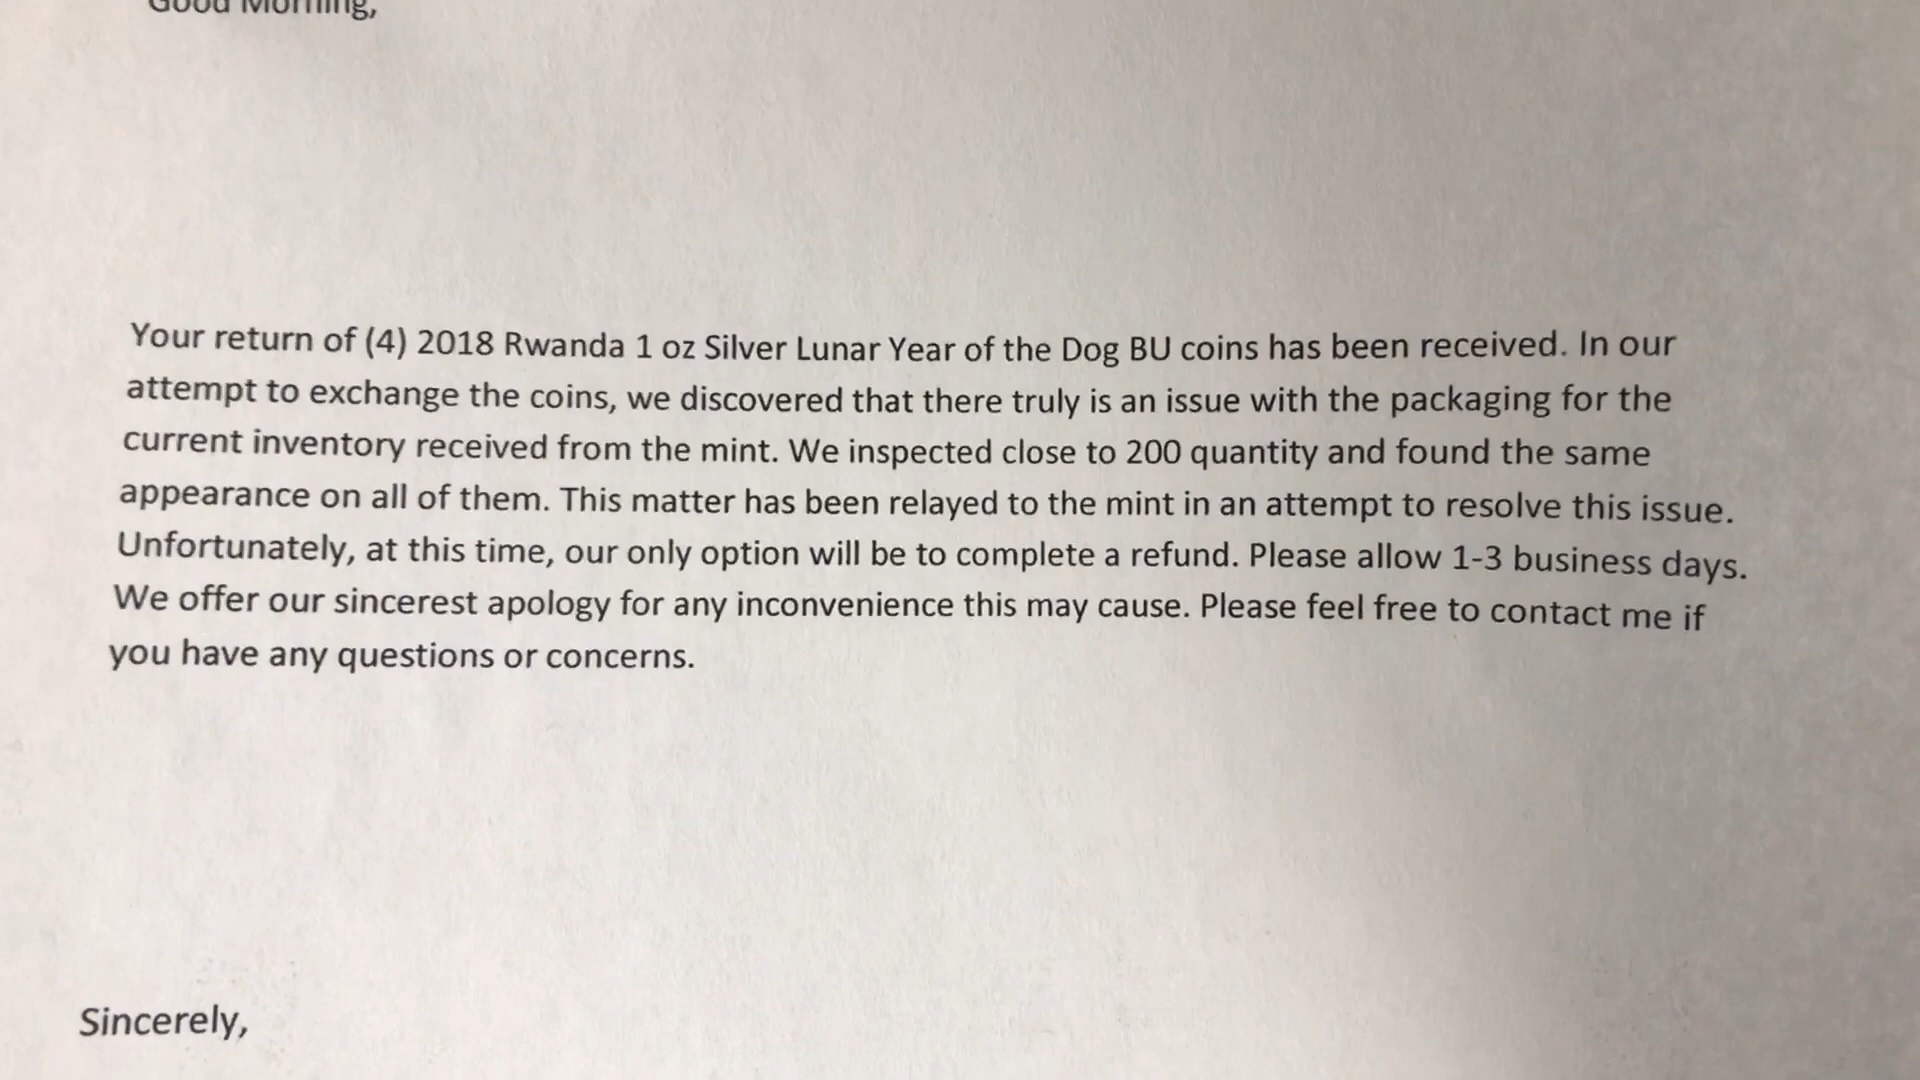 Good Morning,
Your return of (4) 2018 Rwanda 1 oz Silver Lunar Year of the Dog BU coins has been received. In our
attempt to exchange the coins, we discovered that there truly is an issue with the packaging for the
current inventory received from the mint. We inspected close to 200 quantity and found the same
appearance on all of them. This matter has been relayed to the mint in an attempt to resolve this issue.
Unfortunately, at this time, our only option will be to complete a refund. Please allow 1-3 business days.
We offer our sincerest apology for any inconvenience this may cause. Please feel free to contact me if
you have any questions or concerns.
Sincerely,